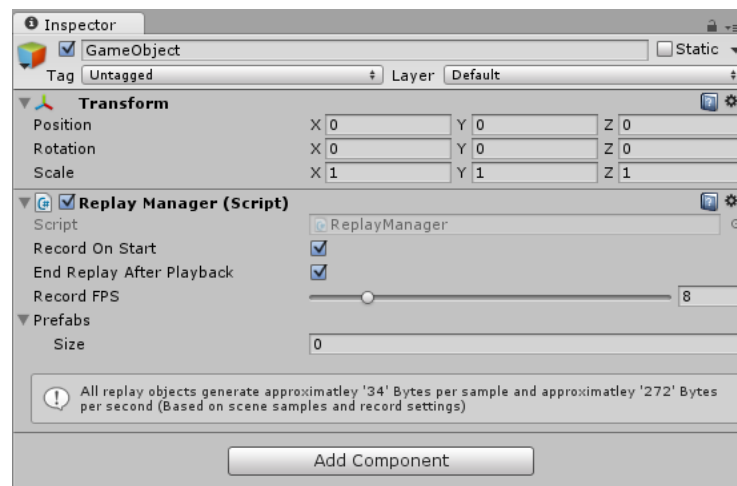 Inspector
GameObject Static
Tag Untagged Layer Default
Transform
Position X 0 Y 0 Z 0
Rotation X 0 Y 0 Z 0
Scale X 1 Y 1 Z 1
Replay Manager (Script)
Script ReplayManager
Record On Start
End Replay After Playback
Record FPS 8
Prefabs
Size 0
All replay objects generate approximatley '34' Bytes per sample and approximatley '272' Bytes
per second (Based on scene samples and record settings)
Add Component